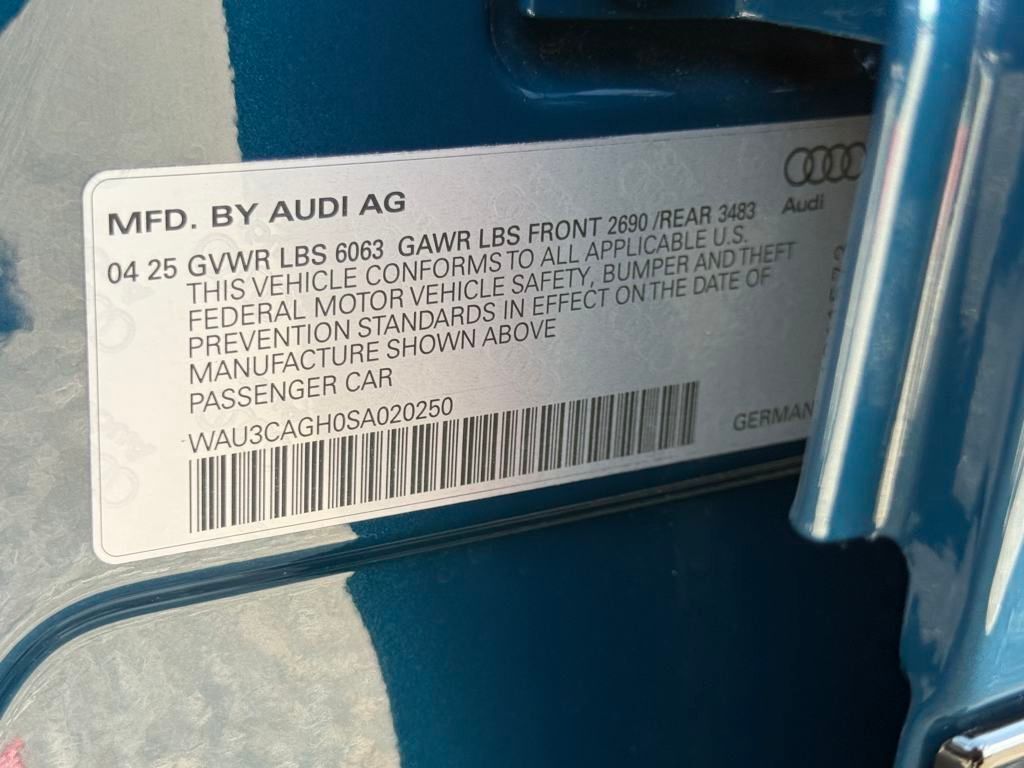 MFD. BY AUDI AG
Audi
04 25 GVWR LBS 6063 GAWR LBS FRONT 2690 /REAR 3483
THIS VEHICLE CONFORMS TO ALL APPLICABLE U.S.
FEDERAL MOTOR VEHICLE SAFETY, BUMPER AND THEFT
PREVENTION STANDARDS IN EFFECT ON THE DATE OF
MANUFACTURE SHOWN ABOVE
PASSENGER CAR
WAU3CAGH0SA020250
GERMAN